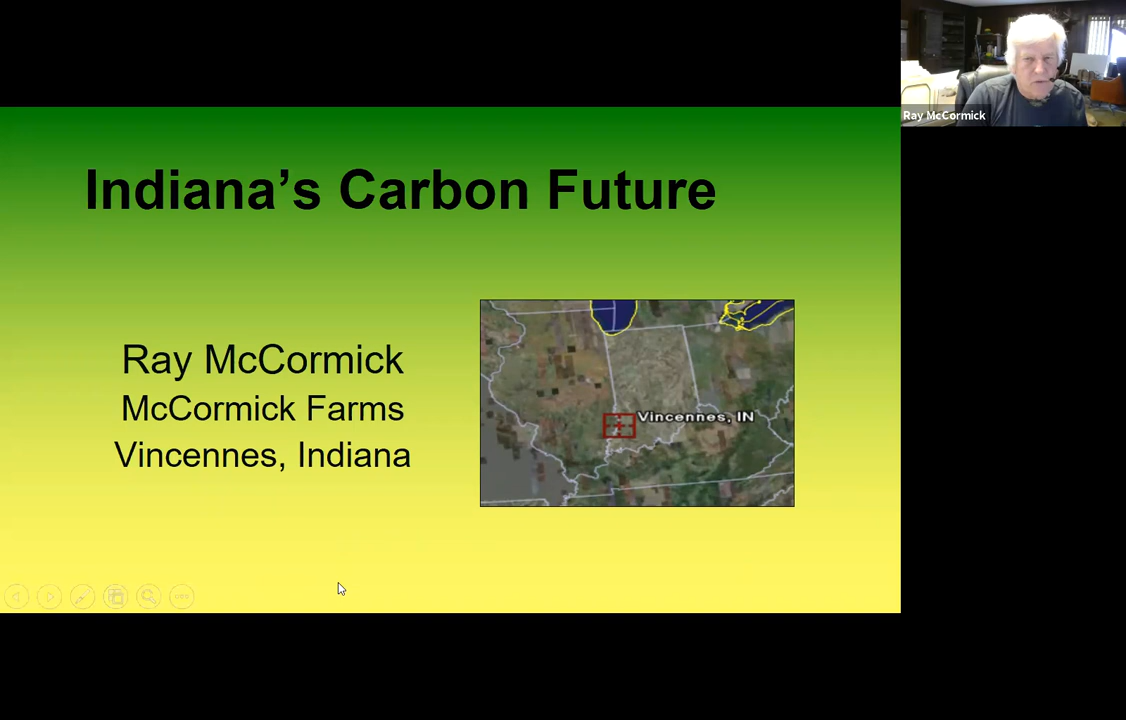 Indiana’s Carbon Future
Ray McCormick
McCormick Farms
Vincennes, Indiana
Vincennes, IN
Ray McCormick